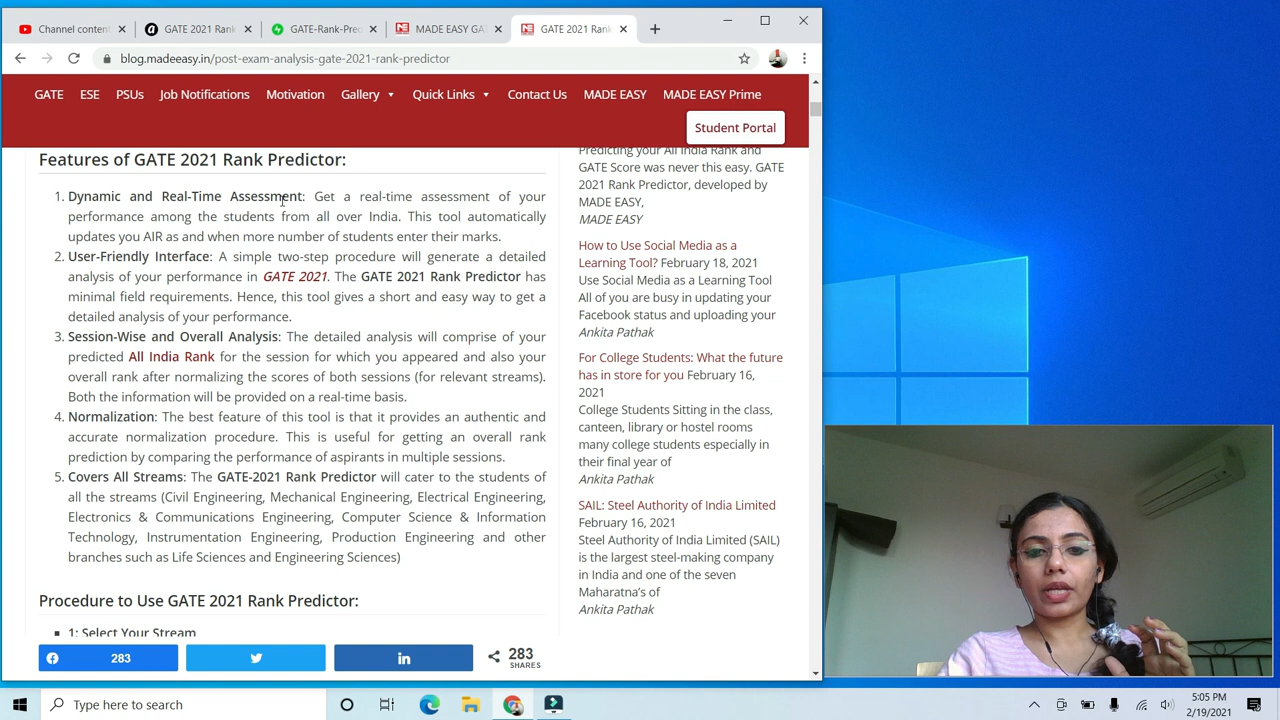 Channel content
GATE 2021 Rank
GATE-Rank-Pre
MADE EASY GA
GATE 2021 Rank
blog.madeeasy.in/post-exam-analysis-gate-2021-rank-predictor
GATE ESE PSUs Job Notifications Motivation Gallery Quick Links Contact Us MADE EASY MADE EASY Prime
Student Portal
Features of GATE 2021 Rank Predictor:
1. Dynamic and Real-Time Assessment: Get a real-time assessment of your
performance among the students from all over India. This tool automatically
updates you AIR as and when more number of students enter their marks.
2. User-Friendly Interface: A simple two-step procedure will generate a detailed
analysis of your performance in GATE 2021. The GATE 2021 Rank Predictor has
minimal field requirements. Hence, this tool gives a short and easy way to get a
detailed analysis of your performance.
3. Session-Wise and Overall Analysis: The detailed analysis will comprise of your
predicted All India Rank for the session for which you appeared and also your
overall rank after normalizing the scores of both sessions (for relevant streams).
Both the information will be provided on a real-time basis.
4. Normalization: The best feature of this tool is that it provides an authentic and
accurate normalization procedure. This is useful for getting an overall rank
prediction by comparing the performance of aspirants in multiple sessions.
5. Covers All Streams: The GATE-2021 Rank Predictor will cater to the students of
all the streams (Civil Engineering, Mechanical Engineering, Electrical Engineering,
Electronics & Communications Engineering, Computer Science & Information
Technology, Instrumentation Engineering, Production Engineering and other
branches such as Life Sciences and Engineering Sciences)
Procedure to Use GATE 2021 Rank Predictor:
1: Select Your Stream
Predicting your All India Rank and
GATE Score was never this easy. GATE
2021 Rank Predictor, developed by
MADE EASY,
MADE EASY
How to Use Social Media as a
Learning Tool? February 18, 2021
Use Social Media as a Learning Tool
All of you are busy in updating your
Facebook status and uploading your
Ankita Pathak
For College Students: What the future
has in store for you February 16,
2021
College Students Sitting in the class,
canteen, library or hostel rooms
many college students especially in
their final year of
Ankita Pathak
SAIL: Steel Authority of India Limited
February 16, 2021
Steel Authority of India Limited (SAIL)
is the largest steel-making company
in India and one of the seven
Maharatna's of
Ankita Pathak
283
283
SHARES
Type here to search
5:05 PM
2/19/2021